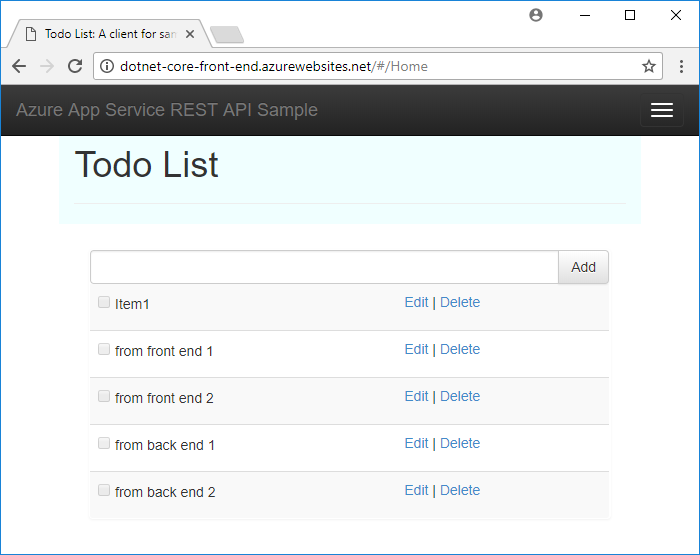 Todo List: A client for san
dotnet-core-front-end.azurewebsites.net/#/Home
Azure App Service REST API Sample
Todo List
Add
Item1 Edit | Delete
from front end 1 Edit | Delete
from front end 2 Edit | Delete
from back end 1 Edit | Delete
from back end 2 Edit | Delete